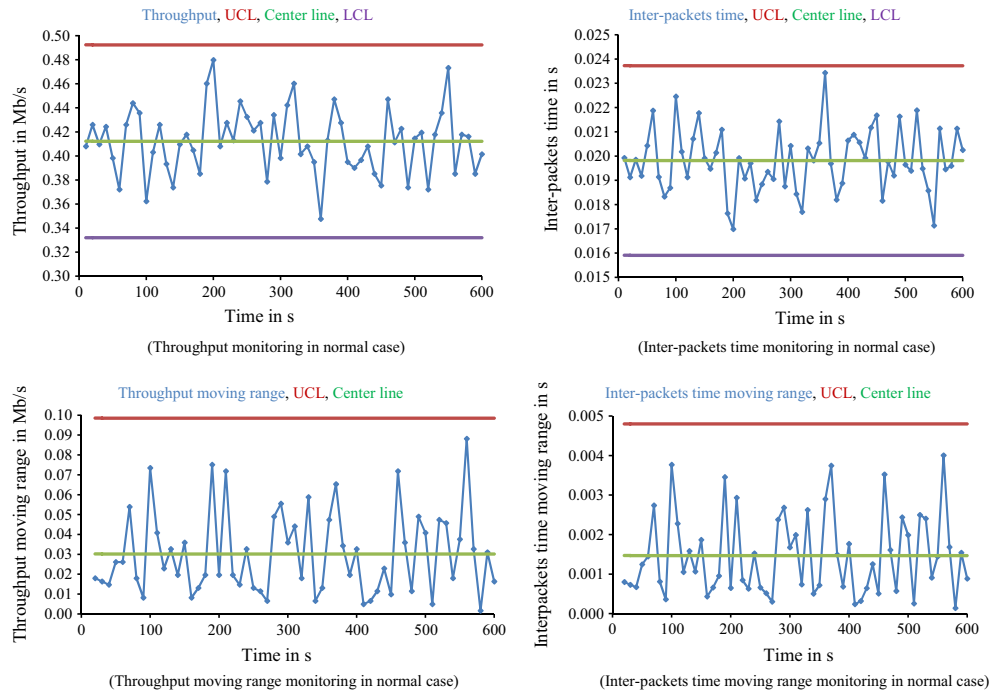 Throughput, UCL, Center line, LCL
Throughput in Mb/s
0.50
0.48
0.46
0.44
0.42
0.40
0.38
0.36
0.34
0.32
0.30
0 100 200 300 400 500 600
Time in s
(Throughput monitoring in normal case)
Inter-packets time, UCL, Center line, LCL
Inter-packets time in s
0.025
0.024
0.023
0.022
0.021
0.020
0.019
0.018
0.017
0.016
0.015
0 100 200 300 400 500 600
Time in s
(Inter-packets time monitoring in normal case)
Throughput moving range, UCL, Center line
Throughput moving range in Mb/s
0.10
0.09
0.08
0.07
0.06
0.05
0.04
0.03
0.02
0.01
0.00
0 100 200 300 400 500 600
Time in s
(Throughput moving range monitoring in normal case)
Inter-packets time moving range, UCL, Center line
Interpackets time moving range in s
0.005
0.004
0.003
0.002
0.001
0.000
0 100 200 300 400 500 600
Time in s
(Inter-packets time moving range monitoring in normal case)